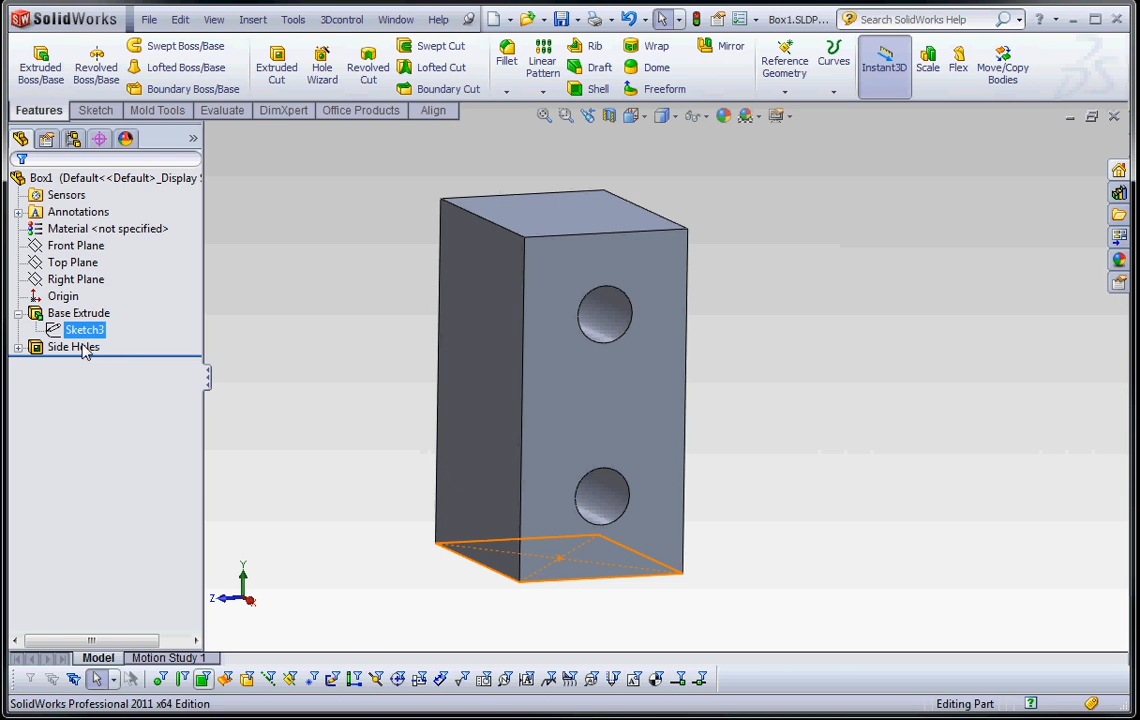 SW SolidWorks File Edit View Insert Tools 3Dcontrol Window Help Box1.SLDP... Search SolidWorks Help
Extruded Boss/Base
Revolved Boss/Base
Swept Boss/Base
Lofted Boss/Base
Boundary Boss/Base
Extruded Cut
Hole Wizard
Revolved Cut
Swept Cut
Lofted Cut
Boundary Cut
Fillet
Linear Pattern
Rib
Draft
Shell
Wrap
Dome
Freeform
Mirror
Reference Geometry
Curves
Instant3D
Scale
Flex
Move/Copy Bodies
Features Sketch Mold Tools Evaluate DimXpert Office Products Align
Box1 (Default<<Default>_Display
Sensors
Annotations
Material <not specified>
Front Plane
Top Plane
Right Plane
Origin
Base Extrude
Sketch3
Side Holes
Y
Z
X
Model Motion Study 1
SolidWorks Professional 2011 x64 Edition Editing Part